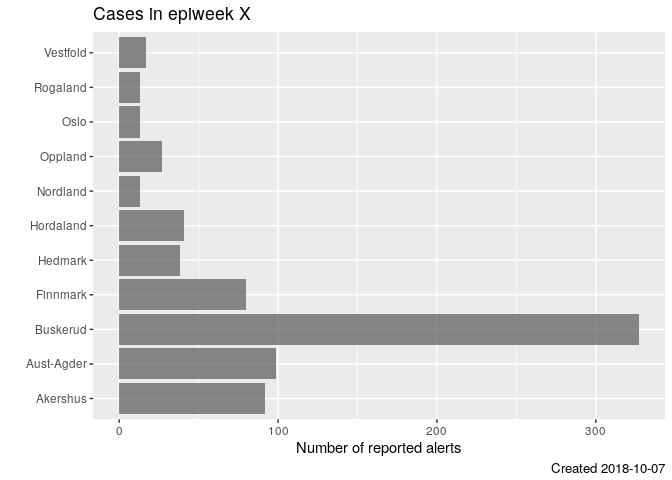 Cases in epiweek X
Vestfold
Rogaland
Oslo
Oppland
Nordland
Hordaland
Hedmark
Finnmark
Buskerud
Aust-Agder
Akershus
0 100 200 300
Number of reported alerts
Created 2018-10-07